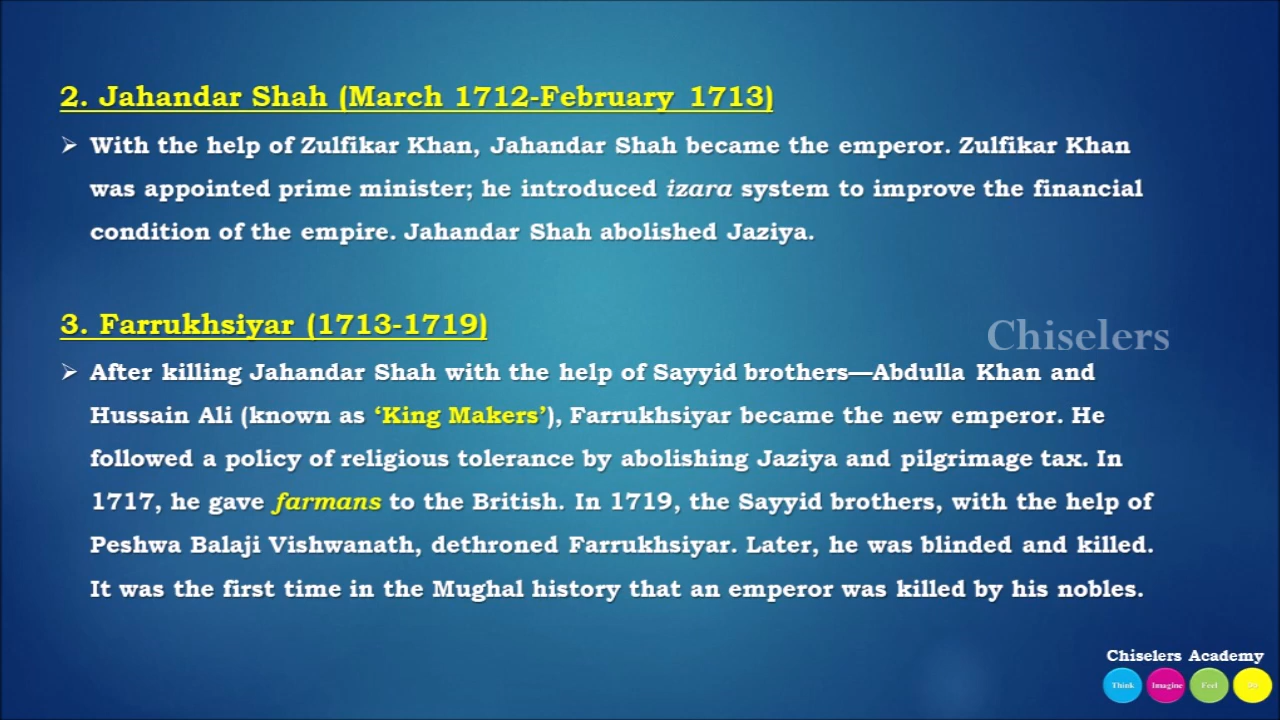 2. Jahandar Shah (March 1712-February 1713)
➢ With the help of Zulfikar Khan, Jahandar Shah became the emperor. Zulfikar Khan
was appointed prime minister; he introduced izara system to improve the financial
condition of the empire. Jahandar Shah abolished Jaziya.
3. Farrukhsiyar (1713-1719)
Chiselers
➢ After killing Jahandar Shah with the help of Sayyid brothers—Abdulla Khan and
Hussain Ali (known as ‘King Makers’), Farrukhsiyar became the new emperor. He
followed a policy of religious tolerance by abolishing Jaziya and pilgrimage tax. In
1717, he gave farmans to the British. In 1719, the Sayyid brothers, with the help of
Peshwa Balaji Vishwanath, dethroned Farrukhsiyar. Later, he was blinded and killed.
It was the first time in the Mughal history that an emperor was killed by his nobles.
Chiselers Academy
Think Imagine Feel